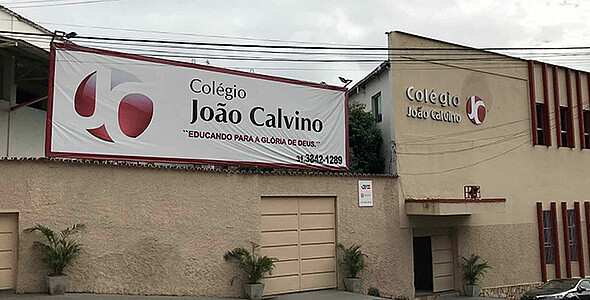 Colégio
João Calvino
"EDUCANDO PARA A GLÓRIA DE DEUS."
31.3842-1289
Colégio
João Calvino